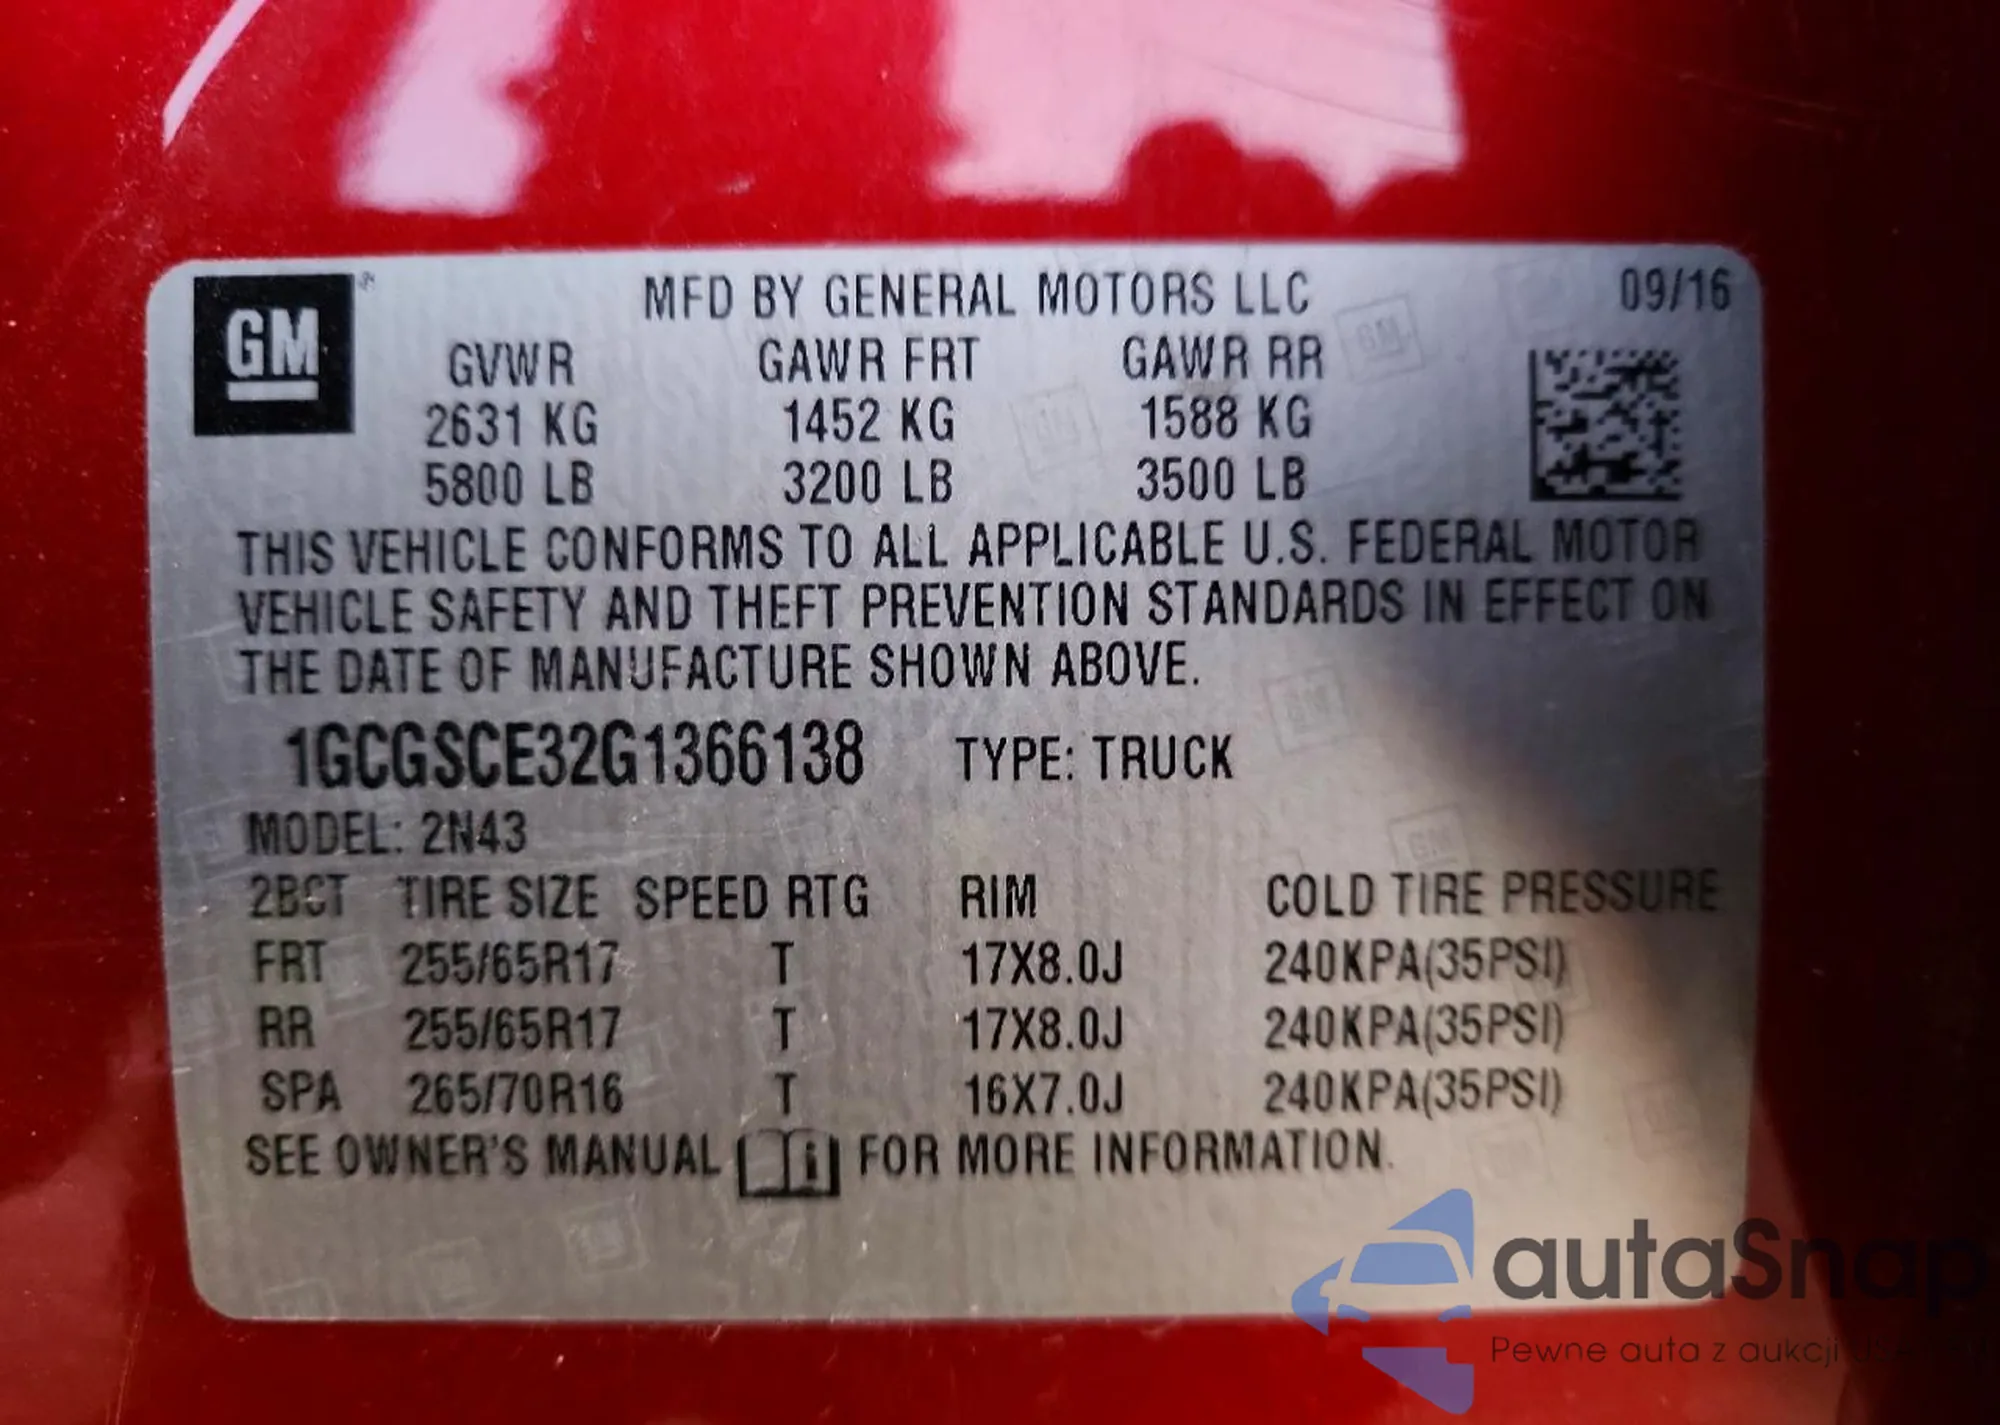 GM
MFD BY GENERAL MOTORS LLC 09/16
GVWR GAWR FRT GAWR RR
2631 KG 1452 KG 1588 KG
5800 LB 3200 LB 3500 LB
THIS VEHICLE CONFORMS TO ALL APPLICABLE U.S. FEDERAL MOTOR
VEHICLE SAFETY AND THEFT PREVENTION STANDARDS IN EFFECT ON
THE DATE OF MANUFACTURE SHOWN ABOVE.
1GCGSCE32G1366138 TYPE: TRUCK
MODEL: 2N43
2BCT TIRE SIZE SPEED RTG RIM COLD TIRE PRESSURE
FRT 255/65R17 T 17X8.0J 240KPA(35PSI)
RR 255/65R17 T 17X8.0J 240KPA(35PSI)
SPA 265/70R16 T 16X7.0J 240KPA(35PSI)
SEE OWNER'S MANUAL i FOR MORE INFORMATION.
autaSnap
Pewne auta z aukcji